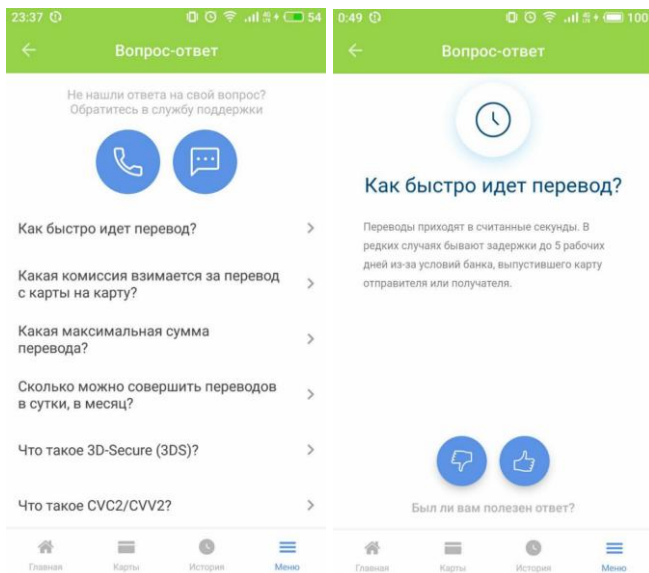 23:37
54
Вопрос-ответ
Не нашли ответа на свой вопрос?
Обратитесь в службу поддержки
Как быстро идет перевод?
Какая комиссия взимается за перевод
с карты на карту?
Какая максимальная сумма
перевода?
Сколько можно совершить переводов
в сутки, в месяц?
Что такое 3D-Secure (3DS)?
Что такое CVC2/CVV2?
Главная
Карты
История
Меню
0:49
100
Вопрос-ответ
Как быстро идет перевод?
Переводы приходят в считанные секунды. В
редких случаях бывают задержки до 5 рабочих
дней из-за условий банка, выпустившего карту
отправителя или получателя.
Был ли вам полезен ответ?
Главная
Карты
История
Меню